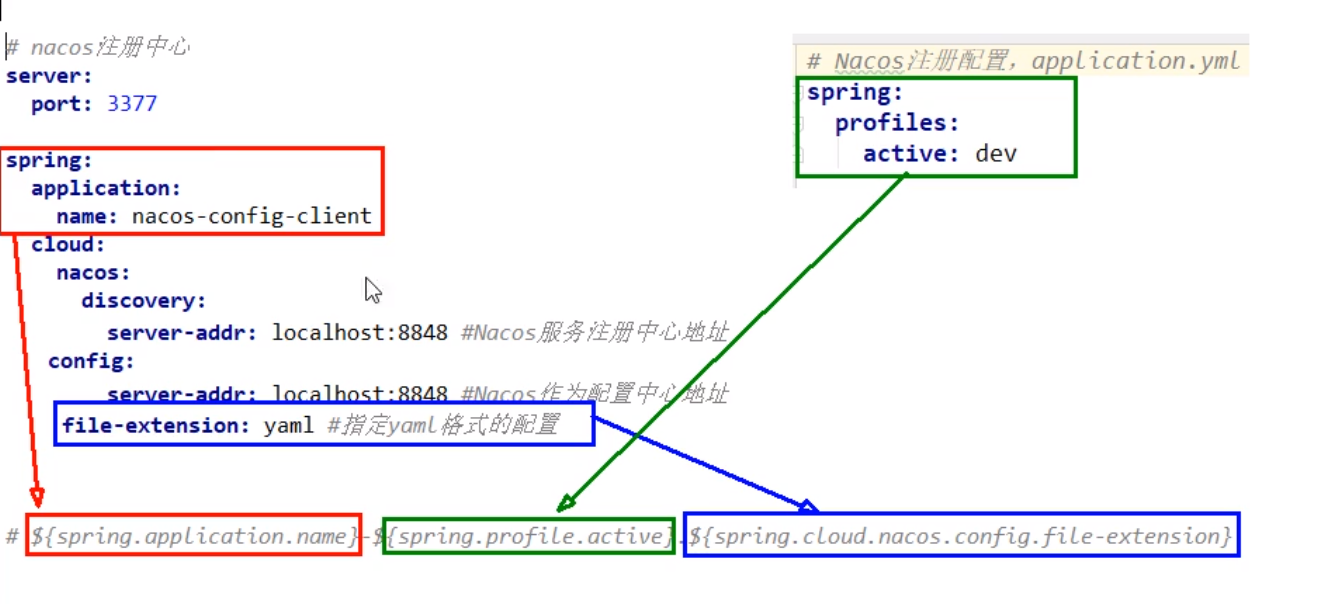 # nacos注册中心
server:
  port: 3377
spring:
  application:
    name: nacos-config-client
  cloud:
    nacos:
      discovery:
        server-addr: localhost:8848 #Nacos服务注册中心地址
    config:
        server-addr: localhost:8848 #Nacos作为配置中心地址
    file-extension: yaml #指定yaml格式的配置
# Nacos注册配置，application.yml
spring:
  profiles:
    active: dev
# ${spring.application.name}-${spring.profile.active}.${spring.cloud.nacos.config.file-extension}